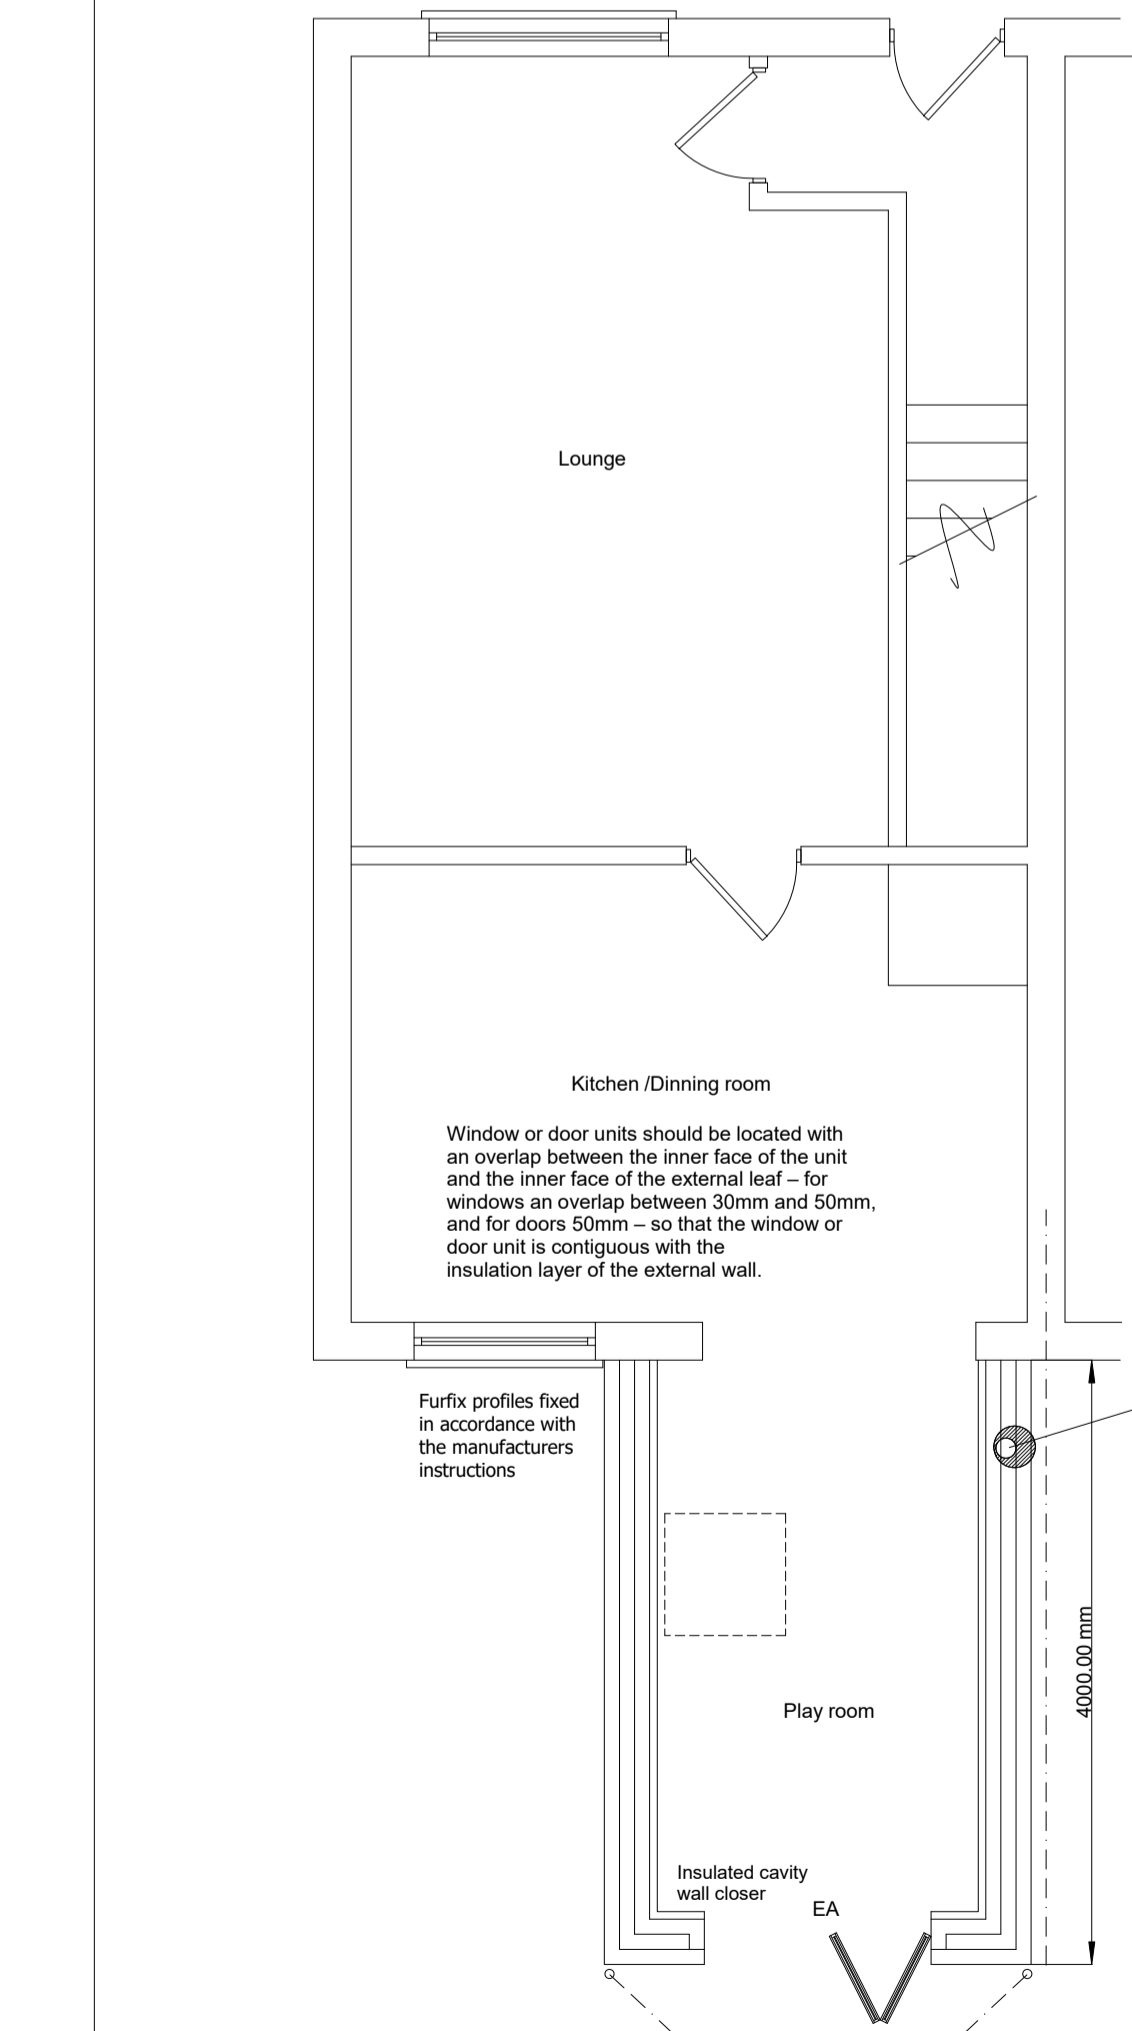 Lounge
Kitchen /Dinning room
Window or door units should be located with
an overlap between the inner face of the unit
and the inner face of the external leaf – for
windows an overlap between 30mm and 50mm,
and for doors 50mm – so that the window or
door unit is contiguous with the
insulation layer of the external wall.
Furfix profiles fixed
in accordance with
the manufacturers
instructions
4000.00 mm
Play room
Insulated cavity
wall closer
EA